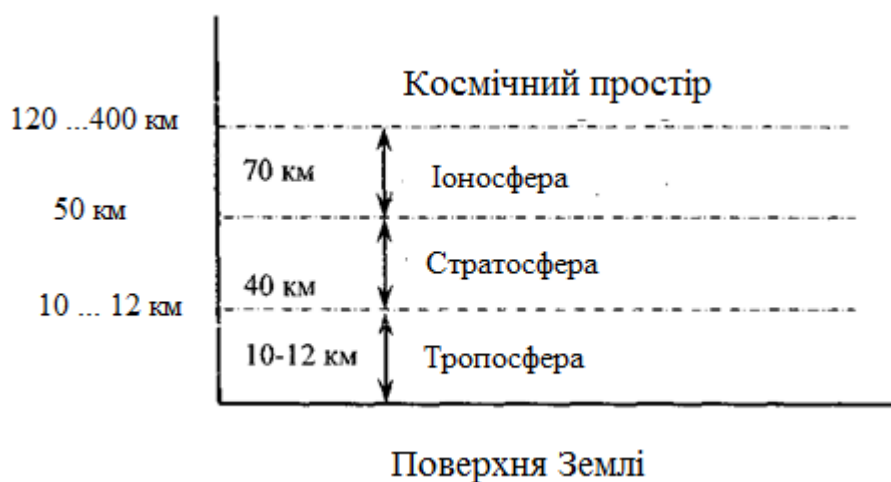 Космічний простір
120 ...400 км
70 км
Іоносфера
50 км
Стратосфера
40 км
10 ... 12 км
10-12 км
Тропосфера
Поверхня Землі